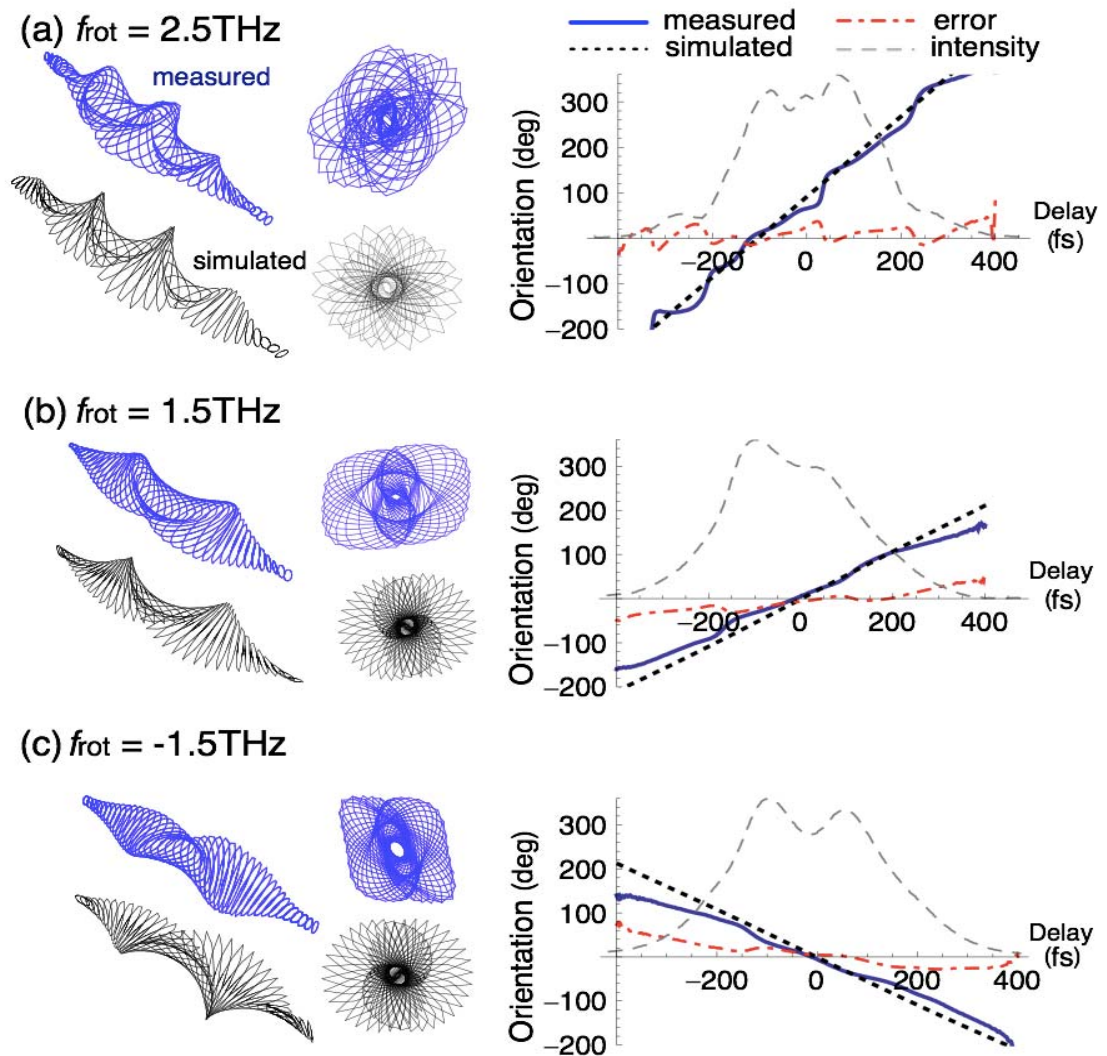 (a) frot = 2.5THz
measured
simulated
measured
simulated
error
intensity
Orientation (deg)
300
200
100
−100
−200
−200
0
200
400
Delay
(fs)
(b) frot = 1.5THz
Orientation (deg)
300
200
100
−100
−200
−200
0
200
400
Delay
(fs)
(c) frot = -1.5THz
Orientation (deg)
300
200
100
−100
−200
−200
0
200
400
Delay
(fs)